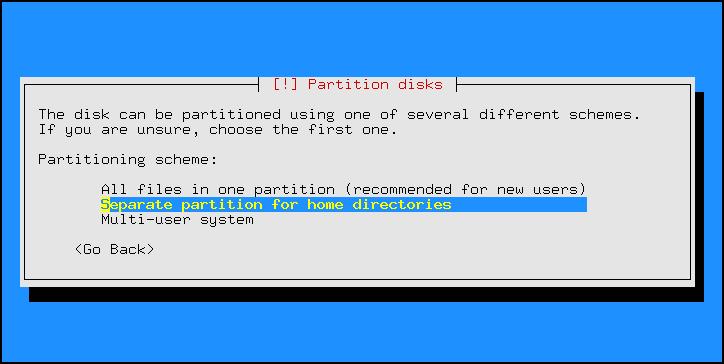 [!] Partition disks
The disk can be partitioned using one of several different schemes.
If you are unsure, choose the first one.
Partitioning scheme:
All files in one partition (recommended for new users)
Separate partition for home directories
Multi-user system
<Go Back>